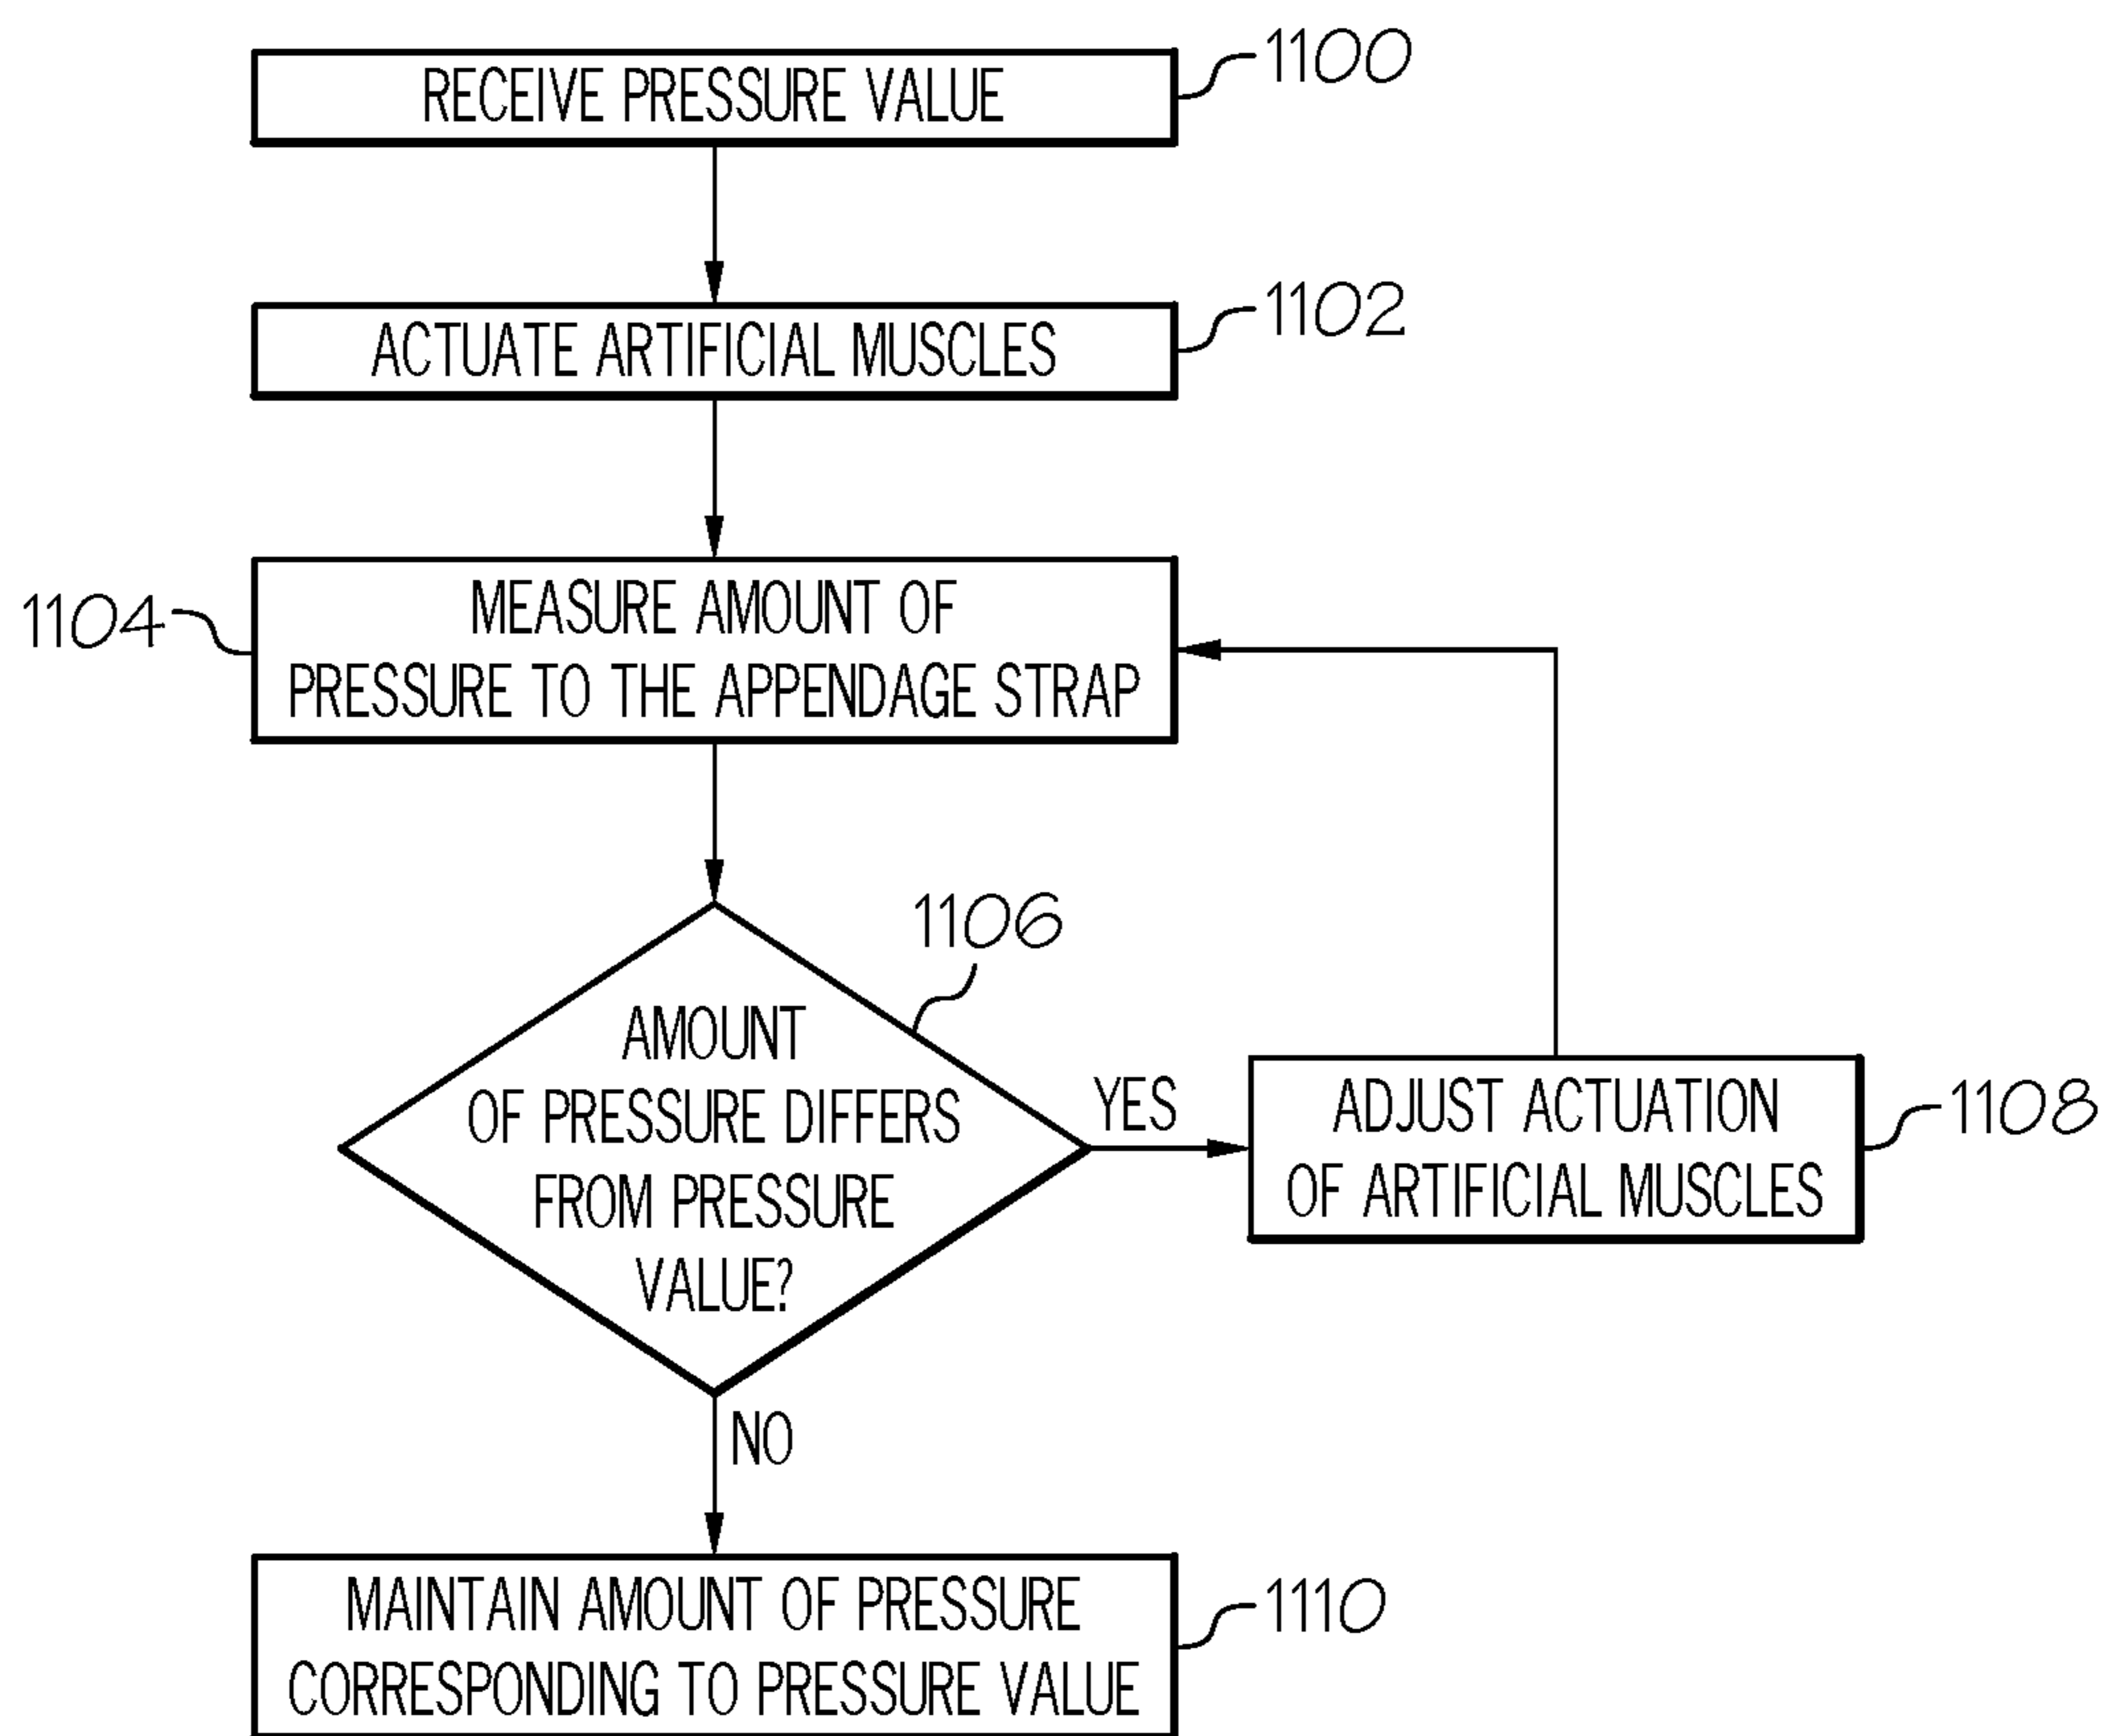 RECEIVE PRESSURE VALUE
1100
ACTUATE ARTIFICIAL MUSCLES
1102
1104
MEASURE AMOUNT OF
PRESSURE TO THE APPENDAGE STRAP
1106
AMOUNT
OF PRESSURE DIFFERS
FROM PRESSURE
VALUE?
YES
ADJUST ACTUATION
OF ARTIFICIAL MUSCLES
1108
NO
MAINTAIN AMOUNT OF PRESSURE
CORRESPONDING TO PRESSURE VALUE
1110